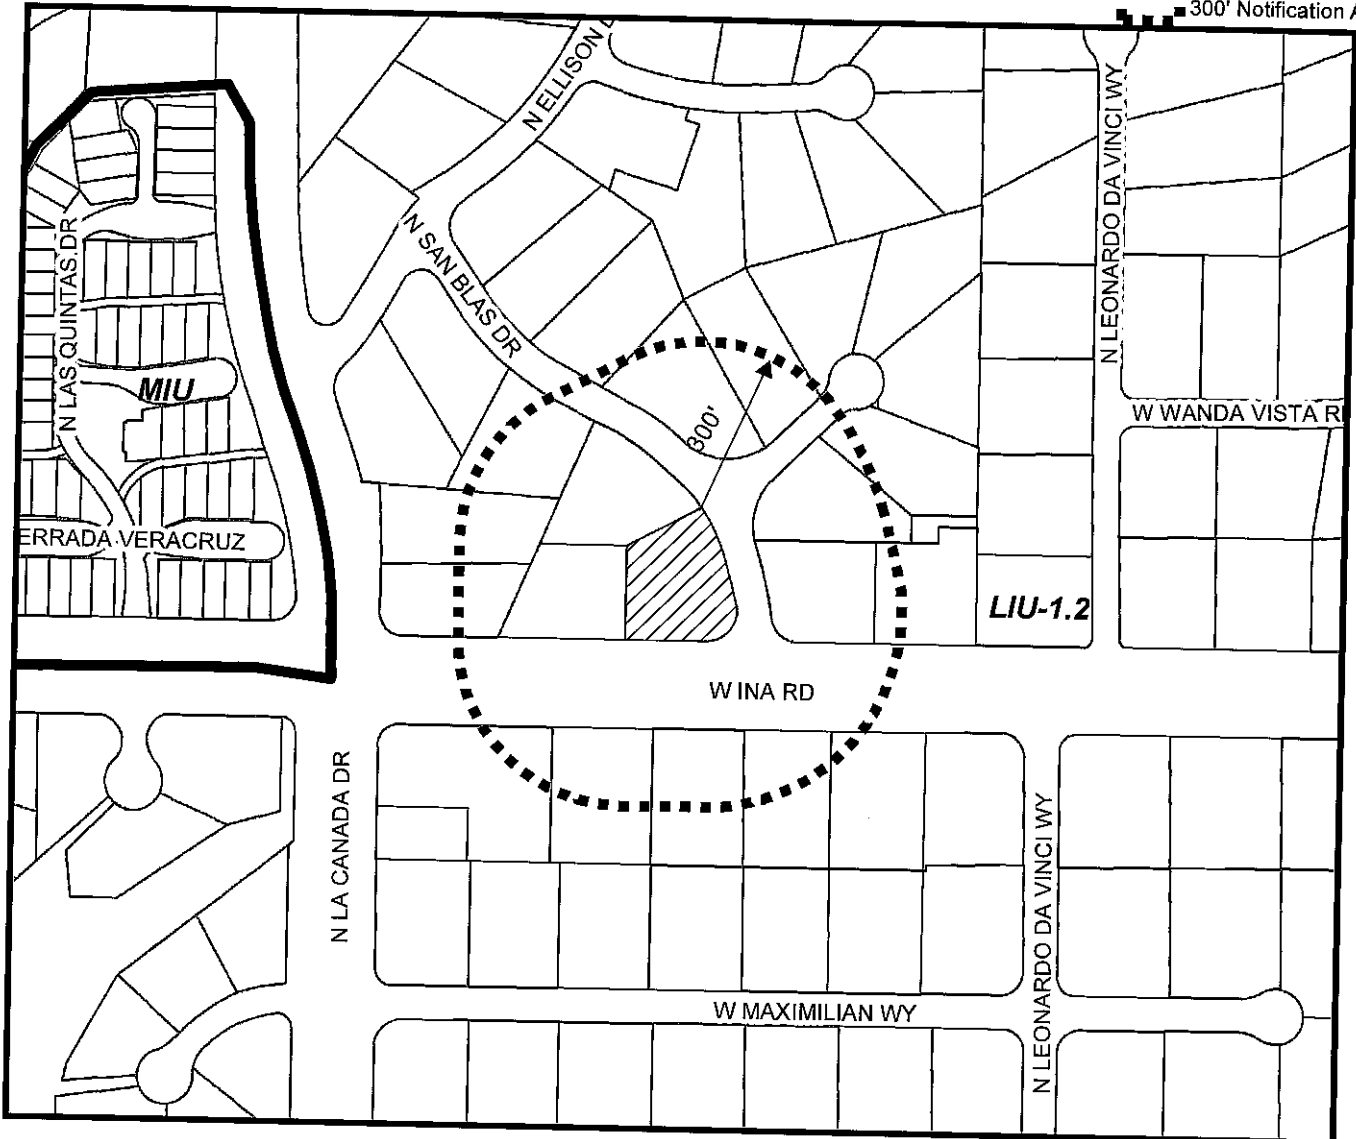 300' Notification A
N ELLISON
N LEONARDO DA VINCI WY
N SAN BLAS DR
N LAS QUINTAS DR
MIU
300'
W WANDA VISTA R
ERRADA VERACRUZ
LIU-1.2
W INA RD
N LA CANADA DR
N LEONARDO DA VINCI WY
W MAXIMILIAN WY